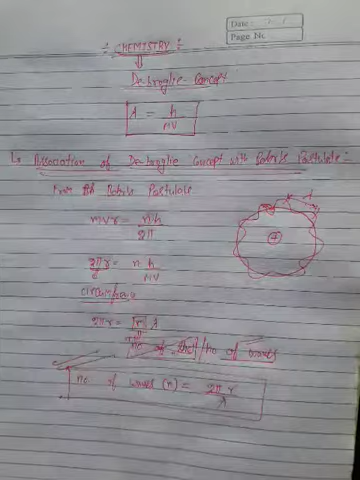 Date:
Page No.
:- CHEMISTRY -:
⇓
De-broglie-Concept
λ = h / mv
1. Association of De-broglie Concept with Bohr's Postulate:-
From Bohr's Postulate
mvr = nh / 2π
2πr = n h / mv
circumference
λ
2πr = n λ
(+)
no of waves
no of waves (n) = 2πr / λ